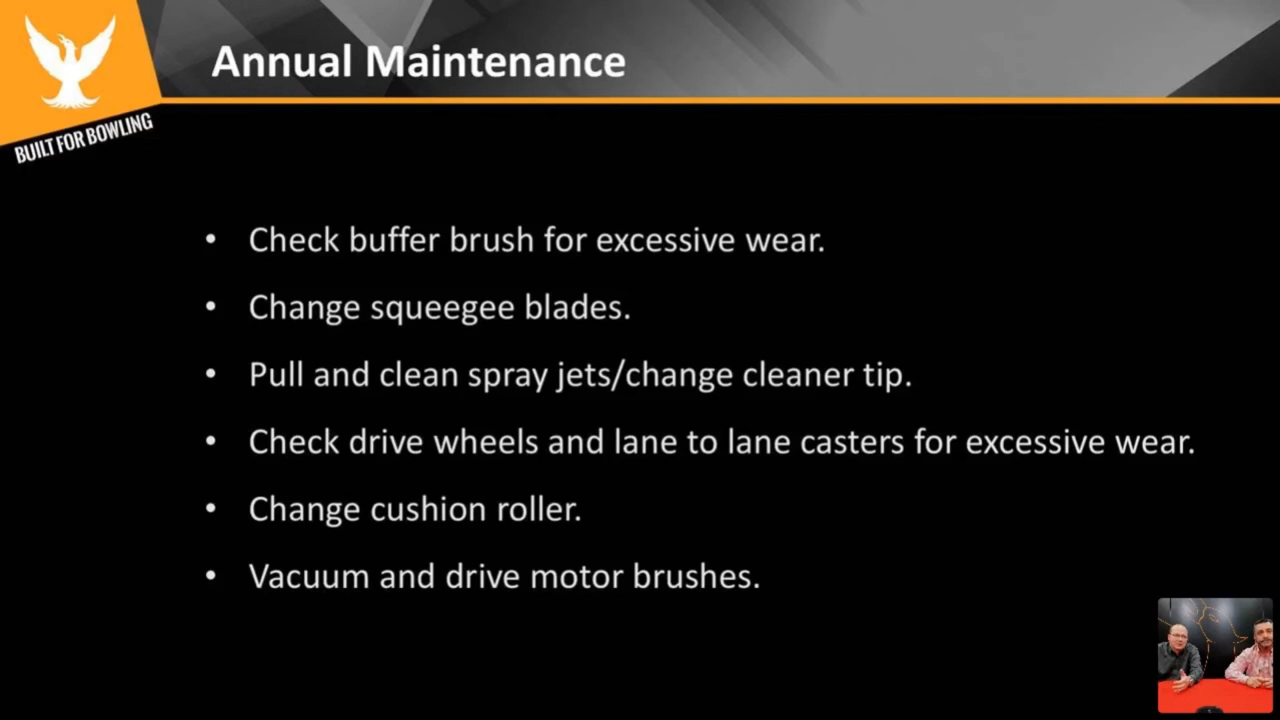 Annual Maintenance
BUILT FOR BOWLING
• Check buffer brush for excessive wear.
• Change squeegee blades.
• Pull and clean spray jets/change cleaner tip.
• Check drive wheels and lane to lane casters for excessive wear.
• Change cushion roller.
• Vacuum and drive motor brushes.